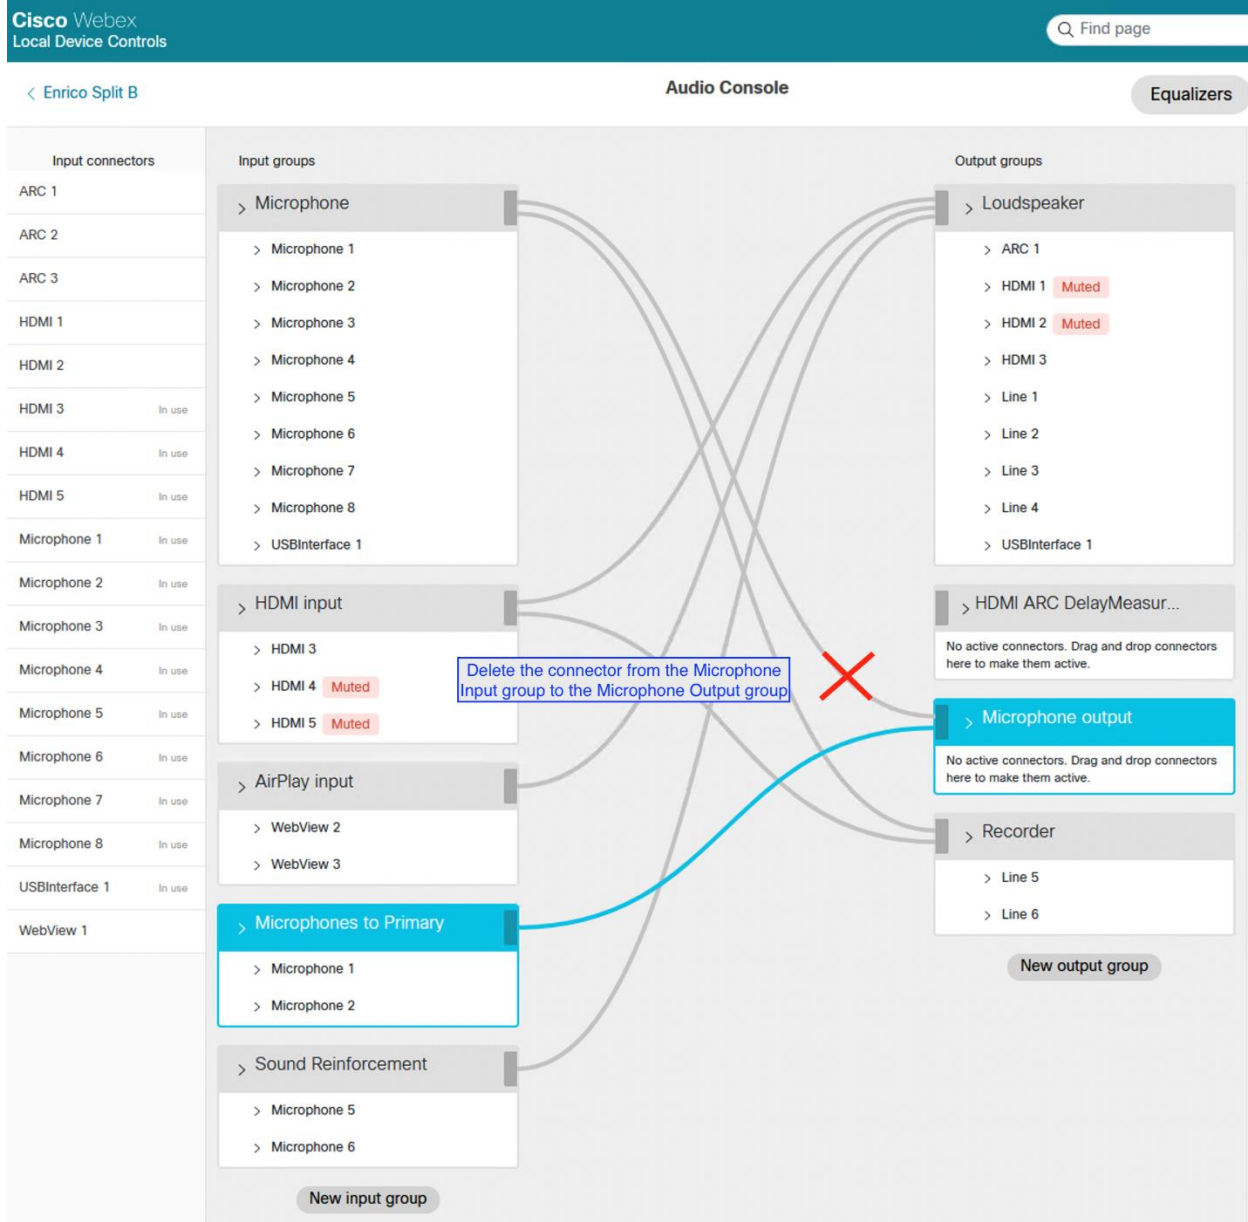 Cisco Webex
Local Device Controls
Find page
Enrico Split B
Audio Console
Equalizers
Input connectors
ARC 1
ARC 2
ARC 3
HDMI 1
HDMI 2
HDMI 3 In use
HDMI 4 In use
HDMI 5 In use
Microphone 1 In use
Microphone 2 In use
Microphone 3 In use
Microphone 4 In use
Microphone 5 In use
Microphone 6 In use
Microphone 7 In use
Microphone 8 In use
USBInterface 1 In use
WebView 1
Input groups
Microphone
Microphone 1
Microphone 2
Microphone 3
Microphone 4
Microphone 5
Microphone 6
Microphone 7
Microphone 8
USBInterface 1
HDMI input
HDMI 3
HDMI 4 Muted
HDMI 5 Muted
AirPlay input
WebView 2
WebView 3
Microphones to Primary
Microphone 1
Microphone 2
Sound Reinforcement
Microphone 5
Microphone 6
New input group
Delete the connector from the Microphone
Input group to the Microphone Output group
Output groups
Loudspeaker
ARC 1
HDMI 1 Muted
HDMI 2 Muted
HDMI 3
Line 1
Line 2
Line 3
Line 4
USBInterface 1
HDMI ARC DelayMeasur...
No active connectors. Drag and drop connectors
here to make them active.
Microphone output
No active connectors. Drag and drop connectors
here to make them active.
Recorder
Line 5
Line 6
New output group